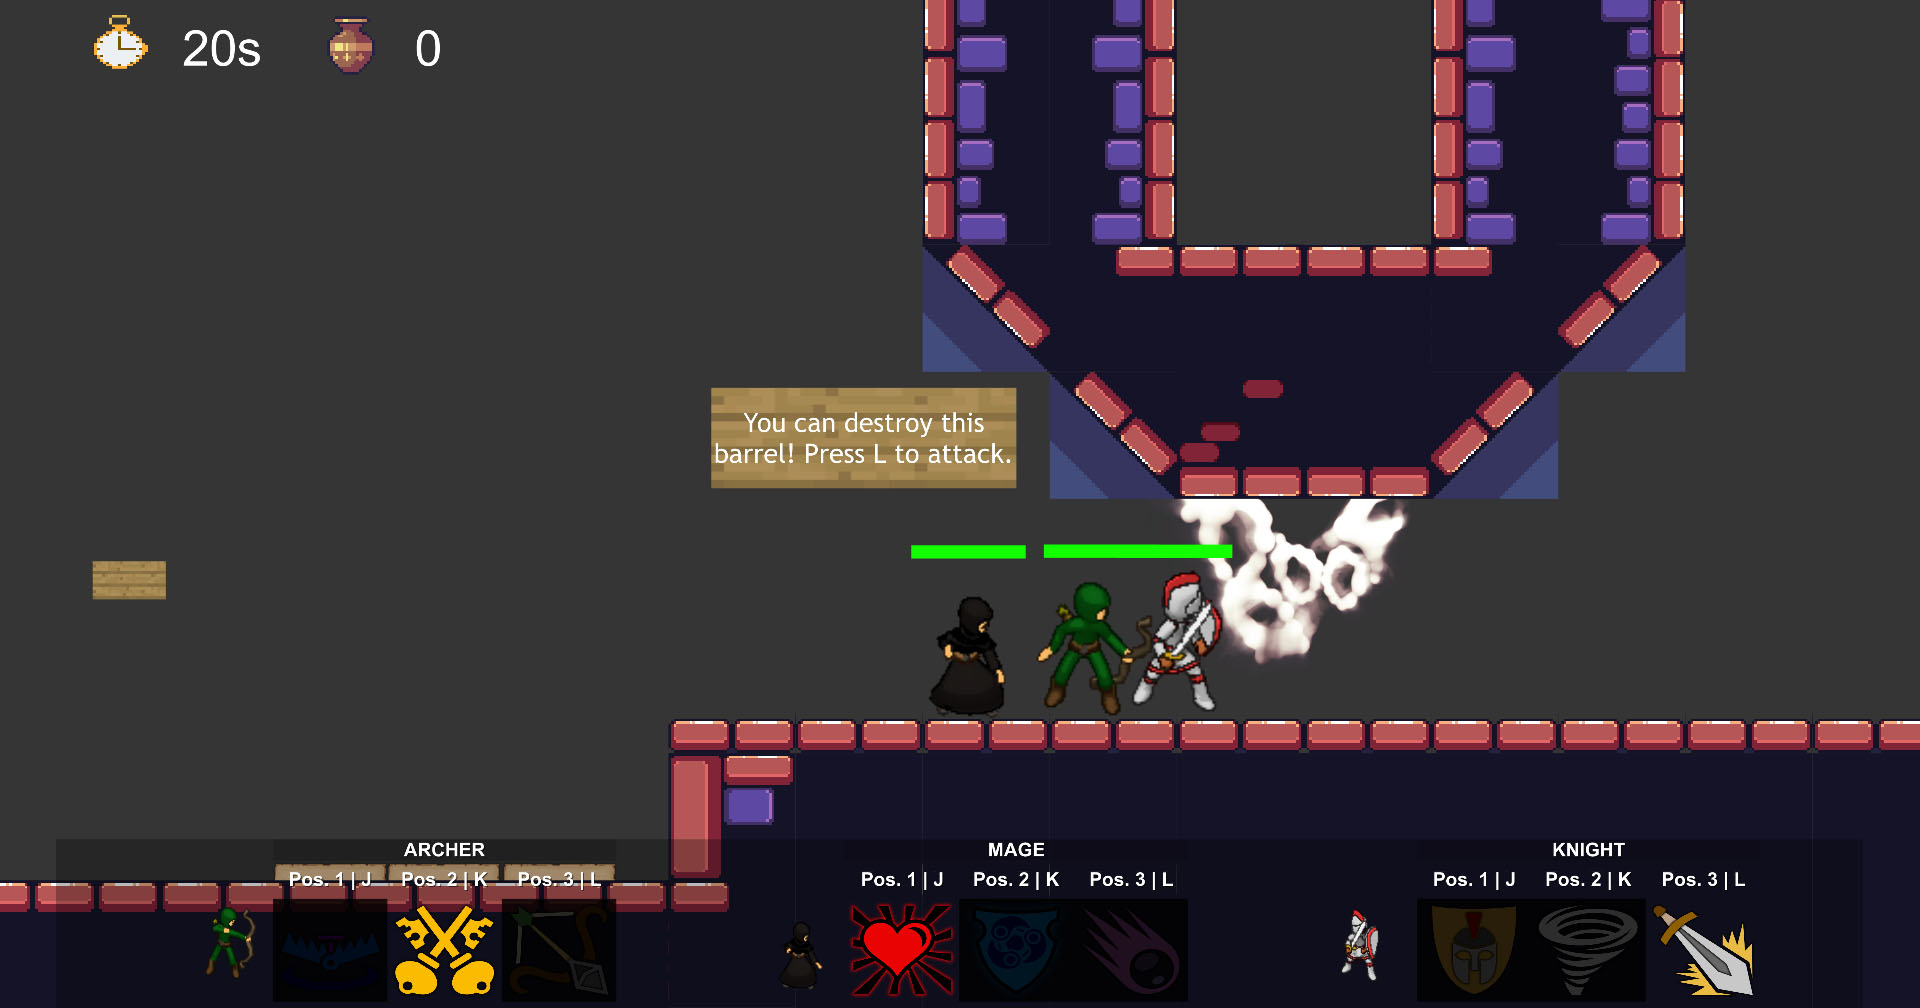 20s
0
You can destroy this
barrel! Press L to attack.
ARCHER
Pos. 1 | J
Pos. 2 | K
Pos. 3 | L
MAGE
Pos. 1 | J
Pos. 2 | K
Pos. 3 | L
KNIGHT
Pos. 1 | J
Pos. 2 | K
Pos. 3 | L